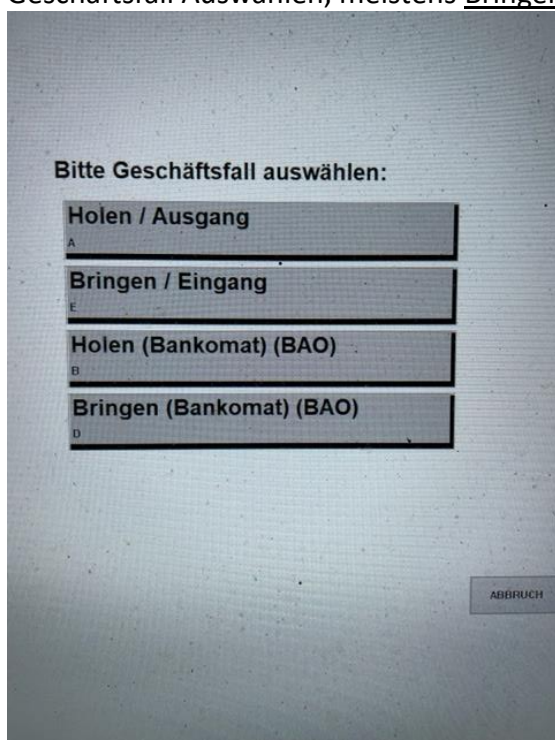 Geschäftsfall Auswählen, meistens Bringen
Bitte Geschäftsfall auswählen:
Holen / Ausgang
A
Bringen / Eingang
E
Holen (Bankomat) (BAO)
B
Bringen (Bankomat) (BAO)
D
ABBRUCH